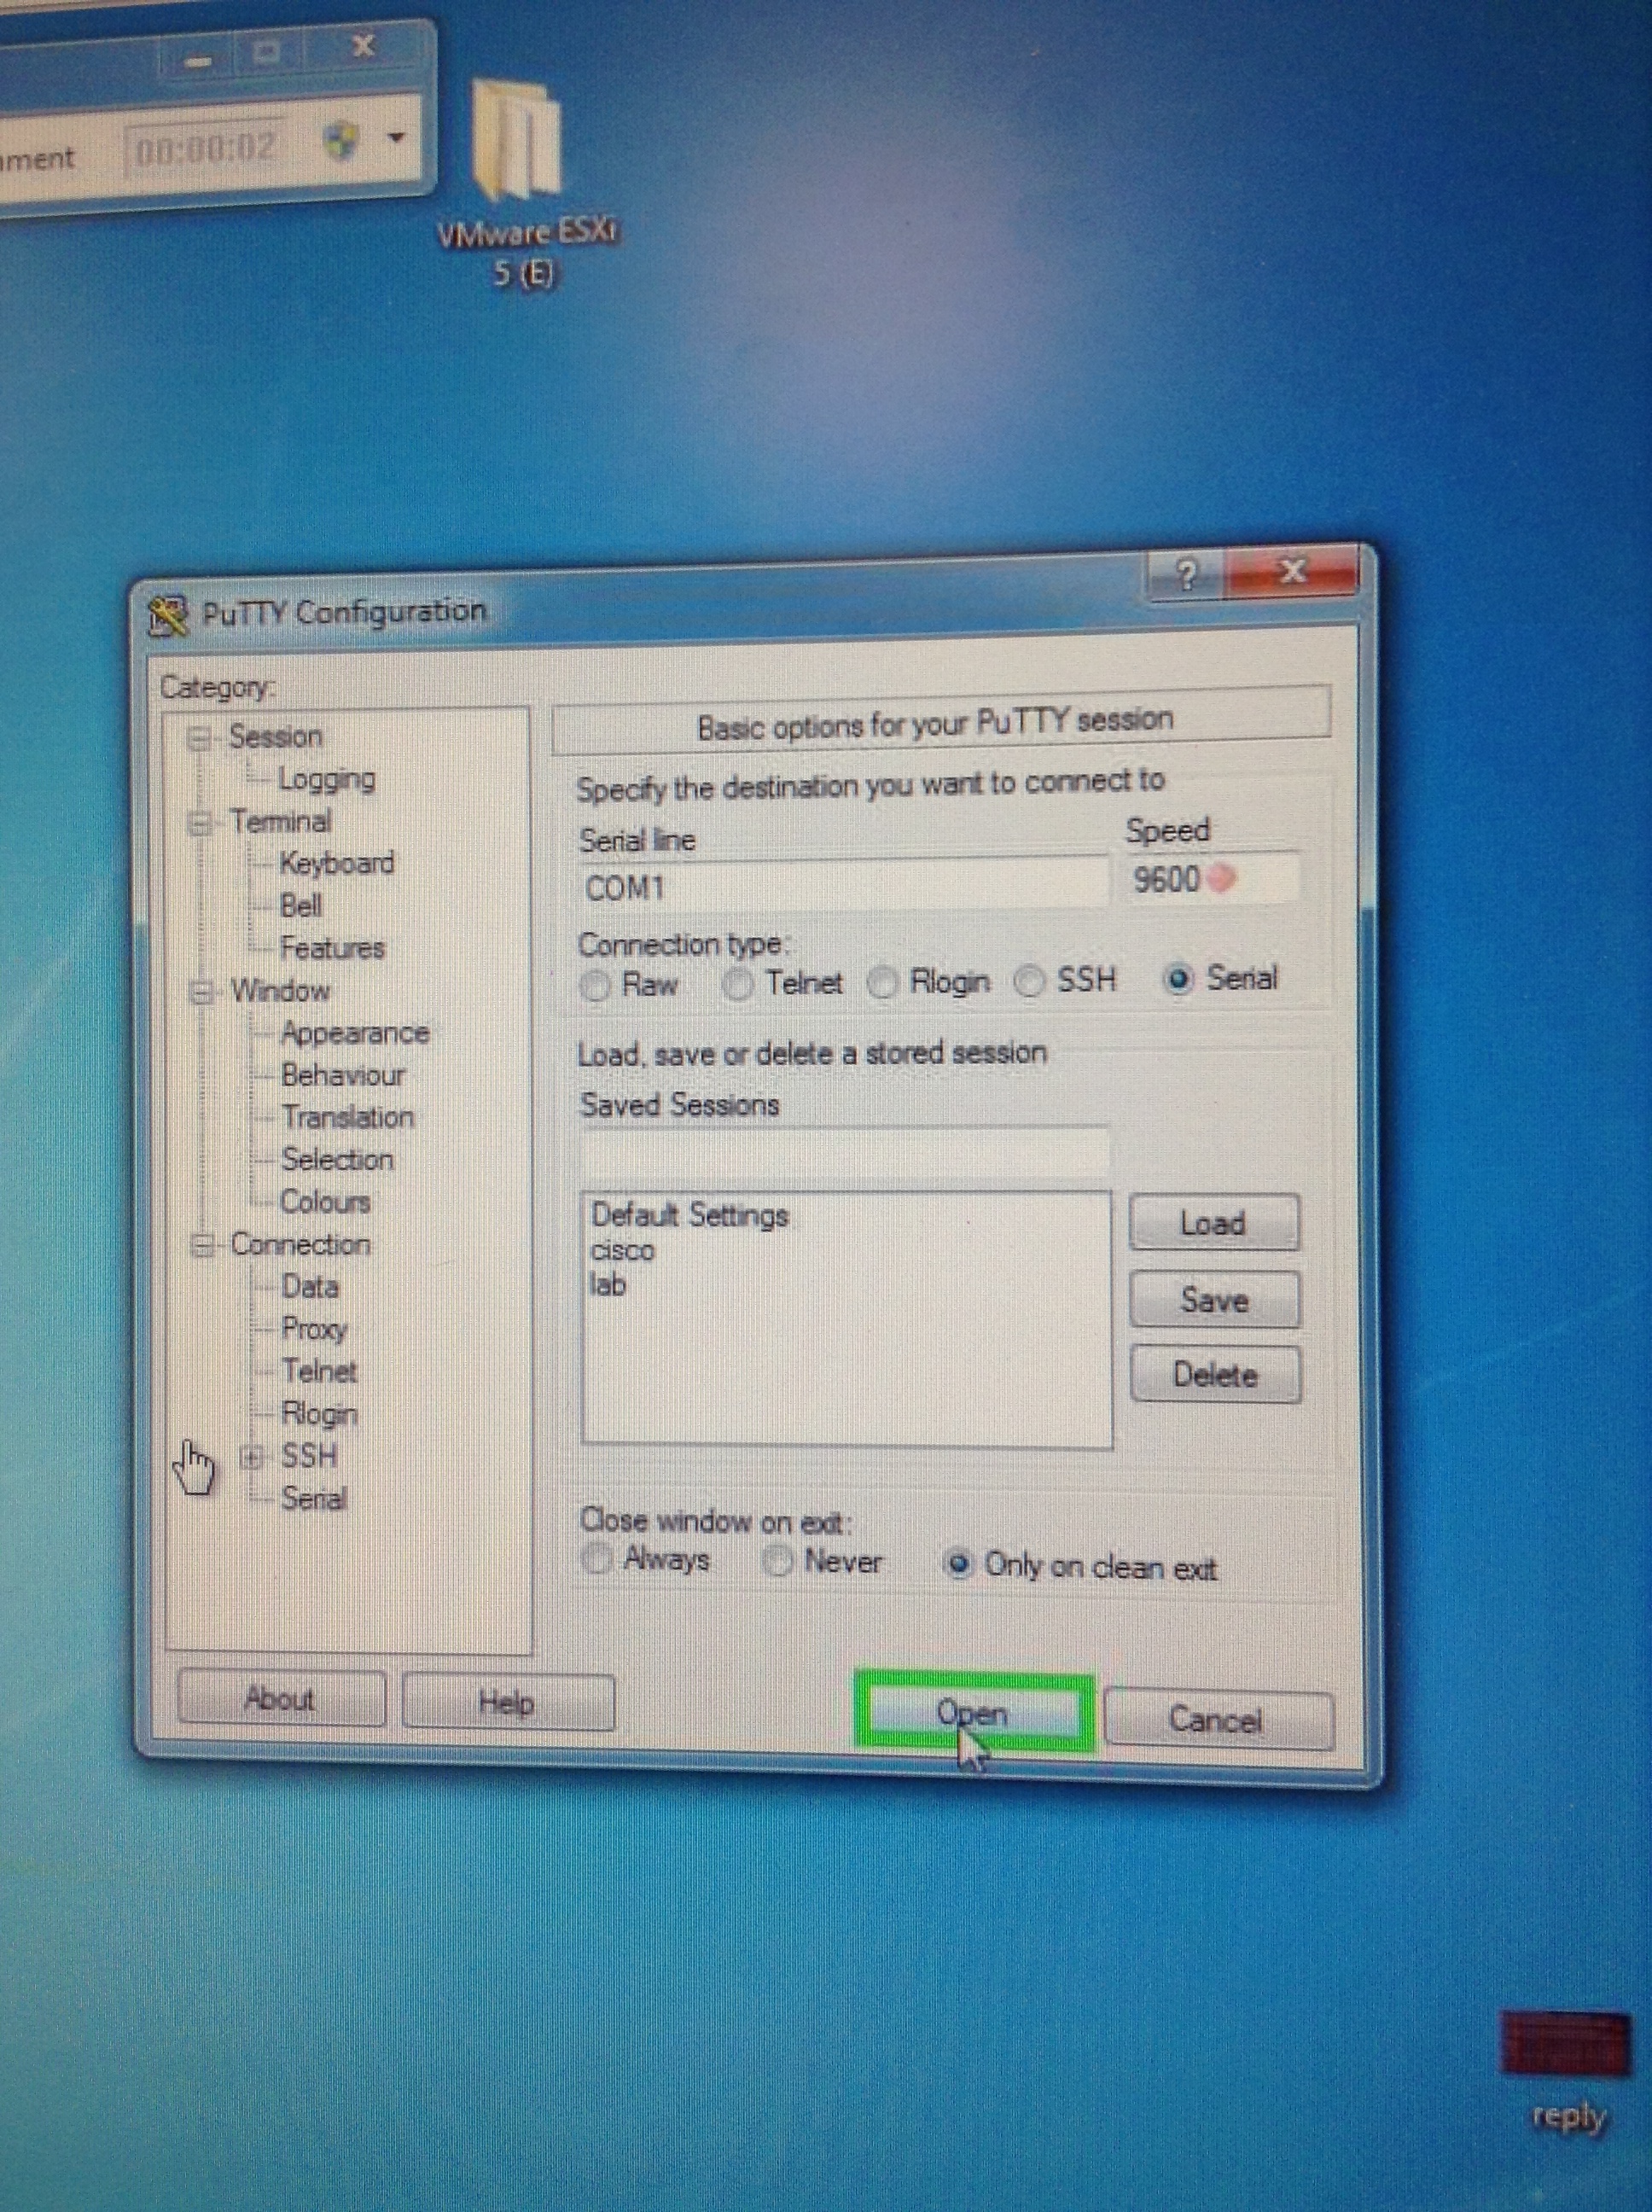 00:00:02
VMware ESXi
5 (E)
PuTTY Configuration
?
Category:
Session
Logging
Terminal
Keyboard
Bell
Features
Window
Appearance
Behaviour
Translation
Selection
Colours
Connection
Data
Proxy
Telnet
Rlogin
SSH
Serial
Basic options for your PuTTY session
Specify the destination you want to connect to
Serial line
Speed
COM1
9600
Connection type:
Raw Telnet Rlogin SSH Serial
Load, save or delete a stored session
Saved Sessions
Default Settings
cisco
lab
Load
Save
Delete
Close window on exit:
Always Never Only on clean exit
About Help Open Cancel
reply